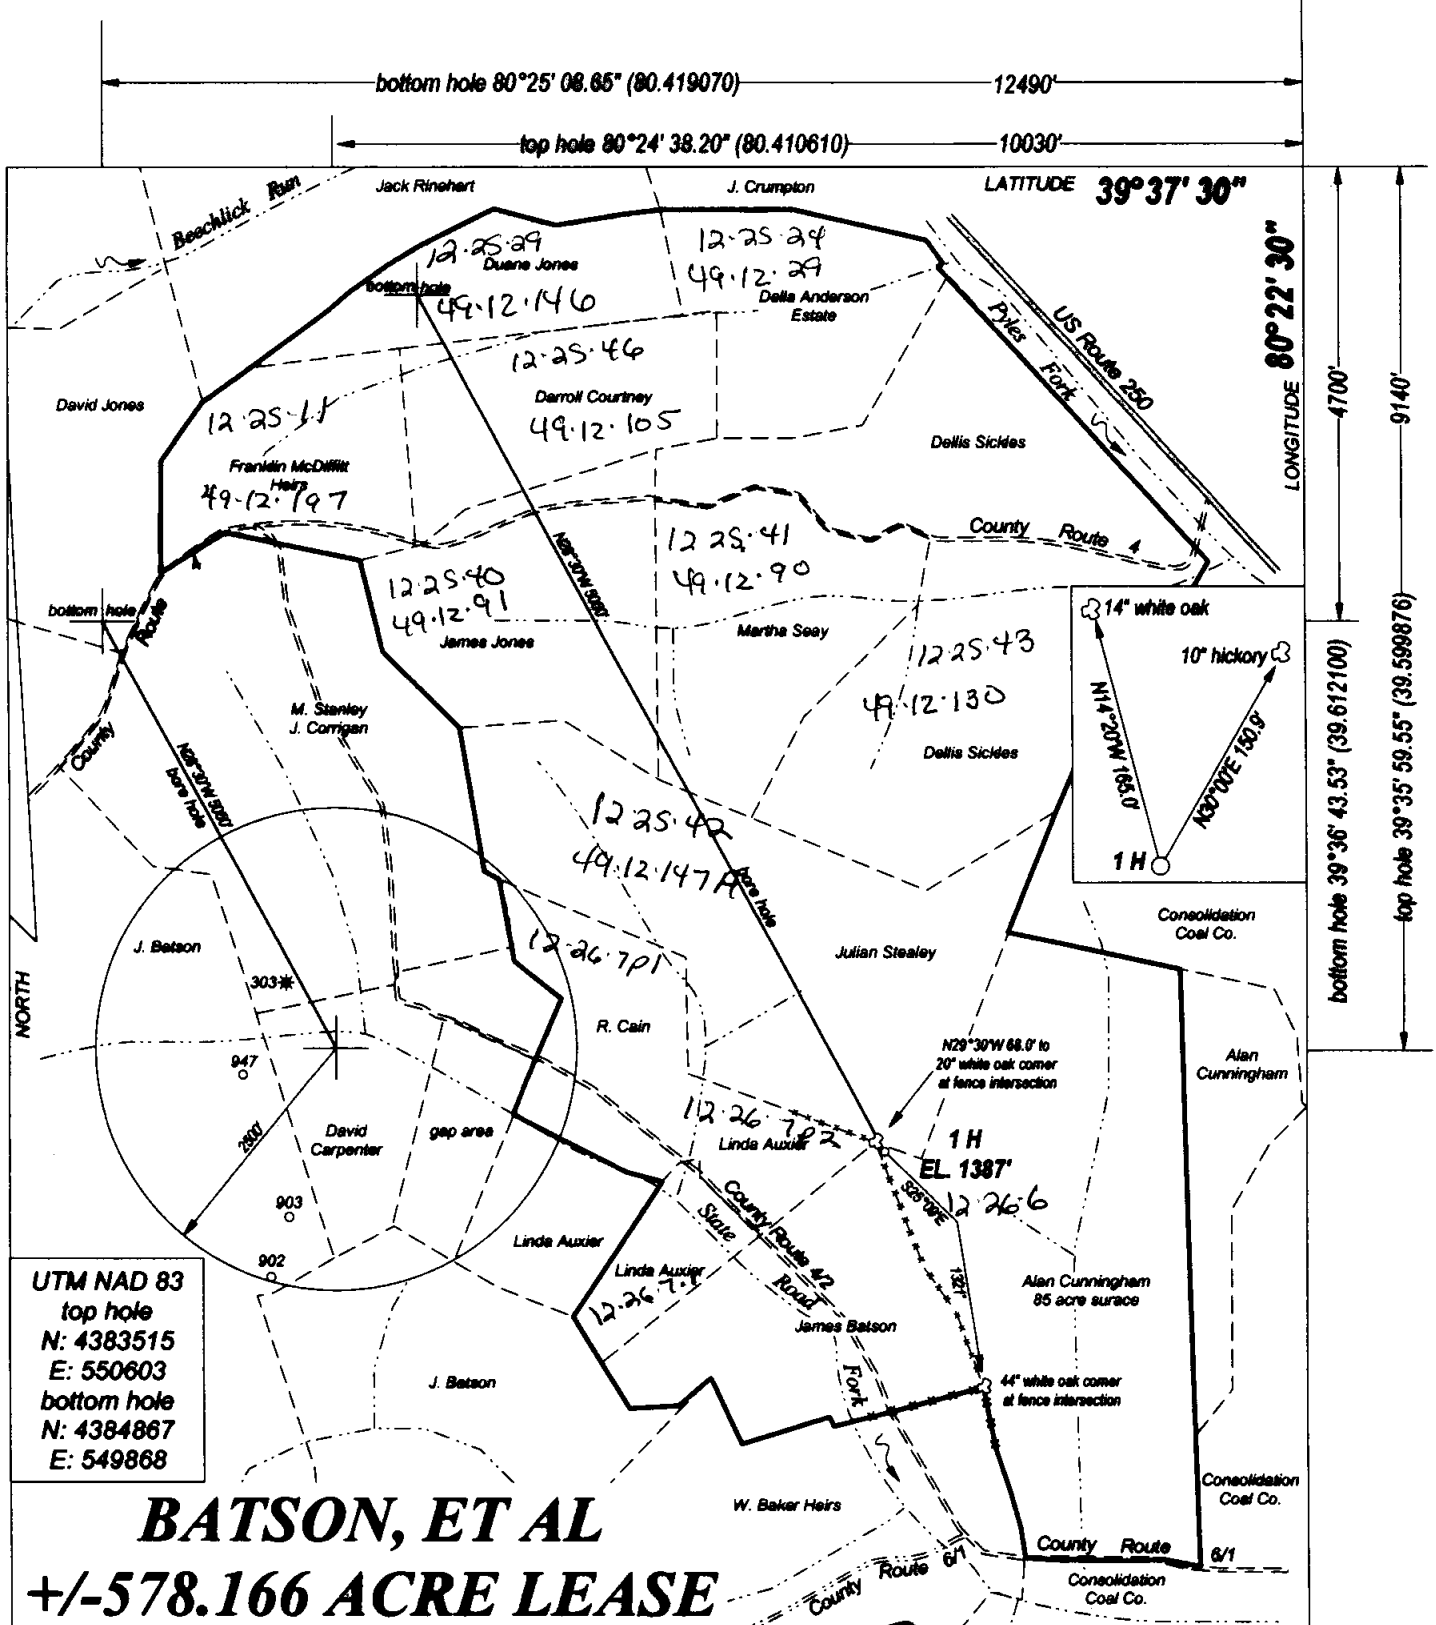 bottom hole 80°25' 08.65" (80.419070) 12490'
top hole 80°24' 38.20" (80.410610) 10030'
LATITUDE 39°37' 30"
LONGITUDE 80°22' 30"
4700'
9140'
bottom hole 39°36' 43.53" (39.612100)
top hole 39°35' 59.55" (39.599876)
Beechlick Run
Jack Rinehart
J. Crumpton
12-25-29
Duane Jones
bottom hole
49-12-146
12-25-24
49-12-29
Della Anderson
Estate
Pyles Fork
US Route 250
12-25-46
Darroll Courtney
49-12-105
David Jones
12-25-11
Franklin McDiffitt
Heirs
49-12-197
Dellis Sickles
County Route 4
N28°30'W 5080'
12 25-41
49-12-90
12-25-40
49-12-91
James Jones
Martha Seay
12-25-43
49-12-130
Dellis Sickles
14" white oak
10" hickory
N14°20'W 165.0'
N30°00'E 150.9'
1 H
bottom hole
County Route
M. Stanley
J. Corrigan
N28°30'W 5080'
bore hole
12-25-42
49-12-147A
bore hole
Consolidation
Coal Co.
J. Batson
303
12-26-7p1
Julian Stealey
NORTH
R. Cain
N29°30'W 68.0' to
20" white oak corner
at fence intersection
Alan
Cunningham
947
2500'
David
Carpenter
gap area
12-26-7p2
Linda Auxier
1 H
EL. 1387'
S25°09'E
1321'
12-26-6
903
902
County Route 4/2
State Road Fork
Linda Auxier
Linda Auxier
12-26-7-1
James Batson
Alan Cunningham
85 acre surace
UTM NAD 83
top hole
N: 4383515
E: 550603
bottom hole
N: 4384867
E: 549868
J. Batson
44" white oak corner
at fence intersection
W. Baker Heirs
Consolidation
Coal Co.
BATSON, ET AL
+/-578.166 ACRE LEASE
County Route 6/1
County Route 6/1
Consolidation
Coal Co.